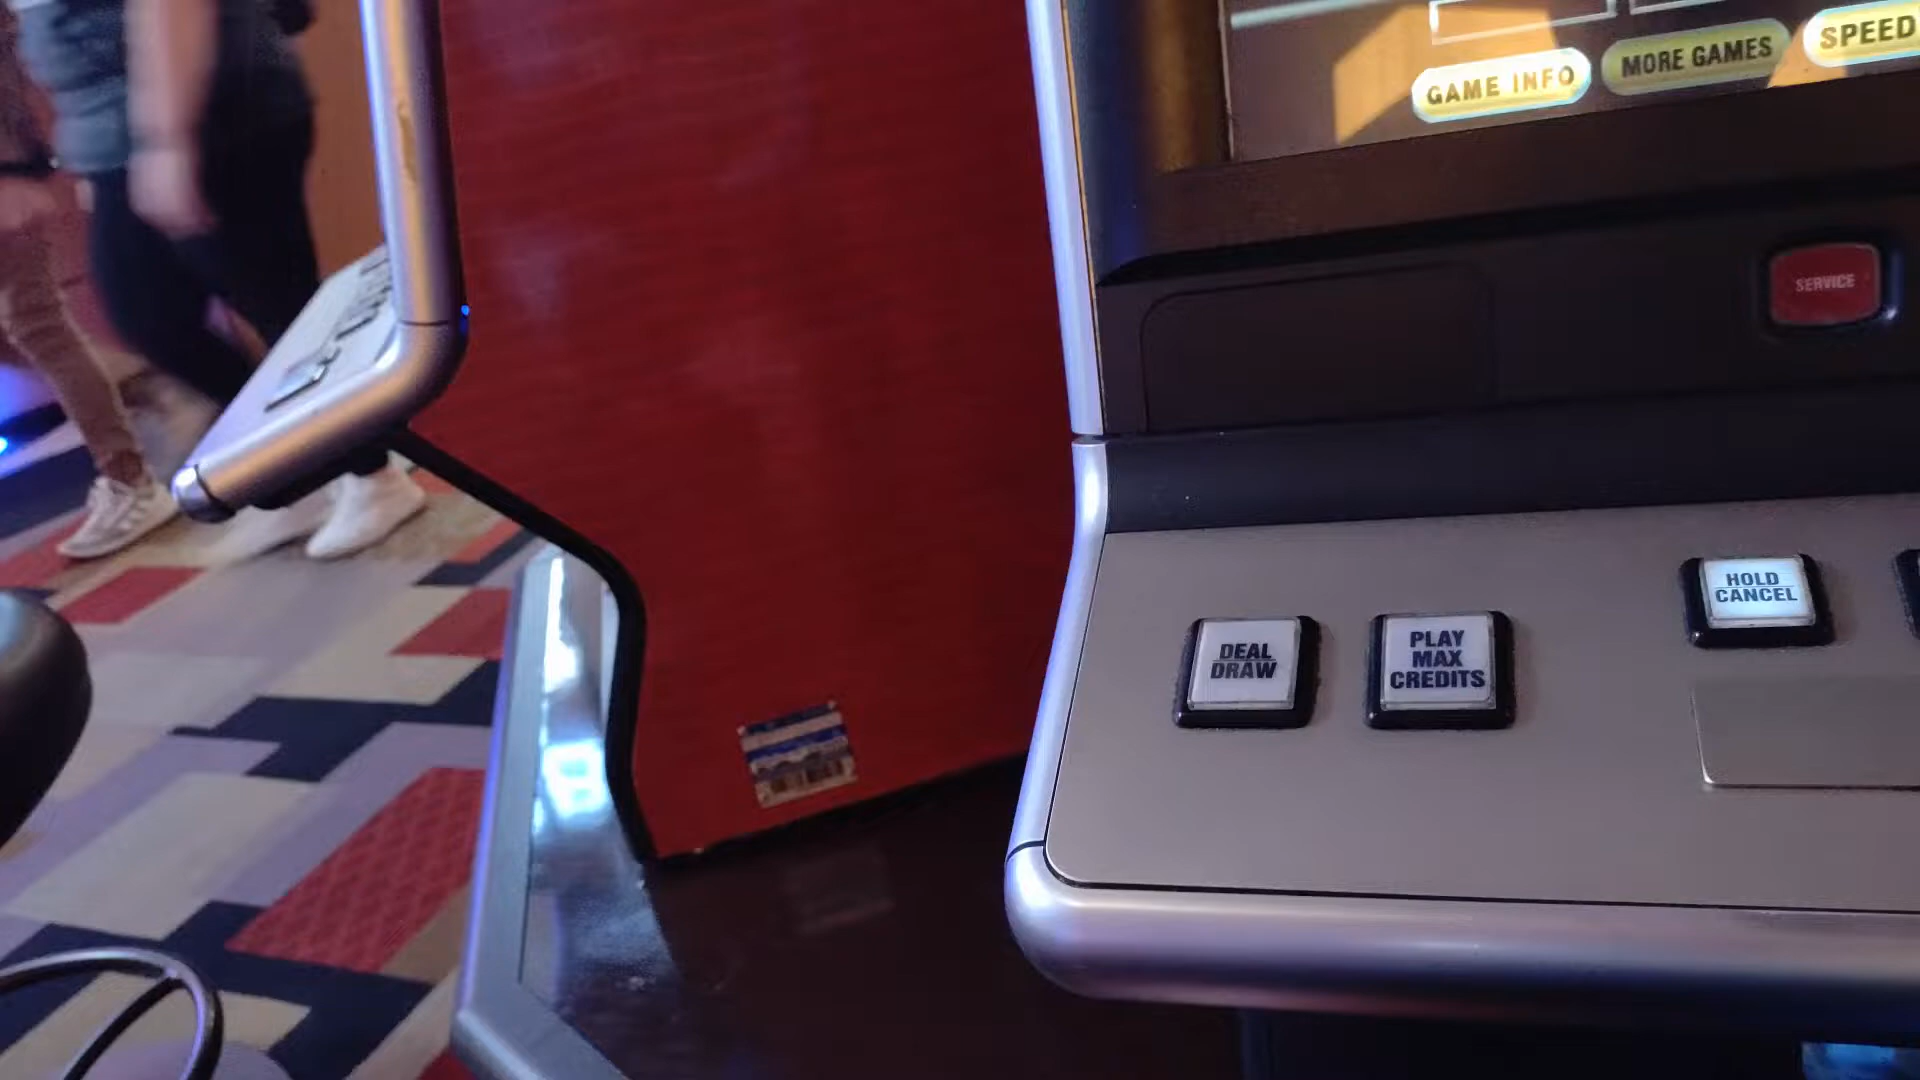 GAME INFO
MORE GAMES
SPEED
SERVICE
HOLD
CANCEL
DEAL
DRAW
PLAY
MAX
CREDITS